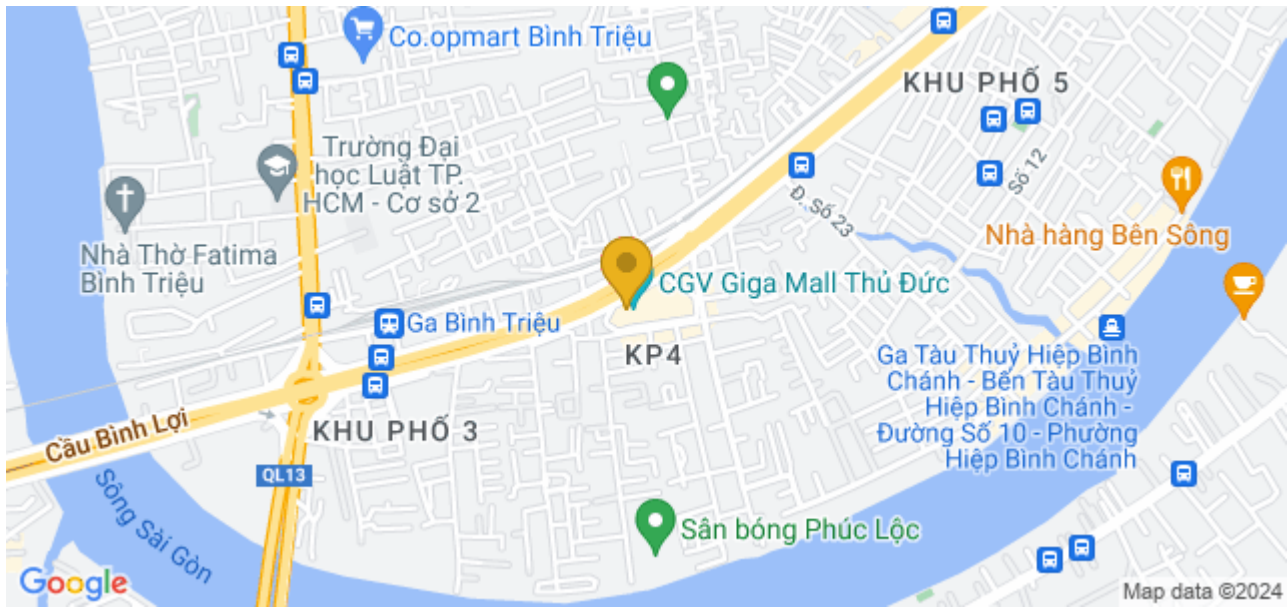 Co.opmart Bình Triệu
KHU PHỐ 5
Trường Đại
học Luật TP.
HCM - Cơ sở 2
Số 12
Đ. Số 23
Nhà hàng Bên Sông
Nhà Thờ Fatima
Bình Triệu
CGV Giga Mall Thủ Đức
Ga Bình Triệu
KP4
Ga Tàu Thuỷ Hiệp Bình
Chánh - Bến Tàu Thuỷ
Hiệp Bình Chánh -
Đường Số 10 - Phường
Hiệp Bình Chánh
Cầu Bình Lợi
KHU PHỐ 3
QL13
Sông Sài Gòn
Sân bóng Phúc Lộc
Google
Map data ©2024